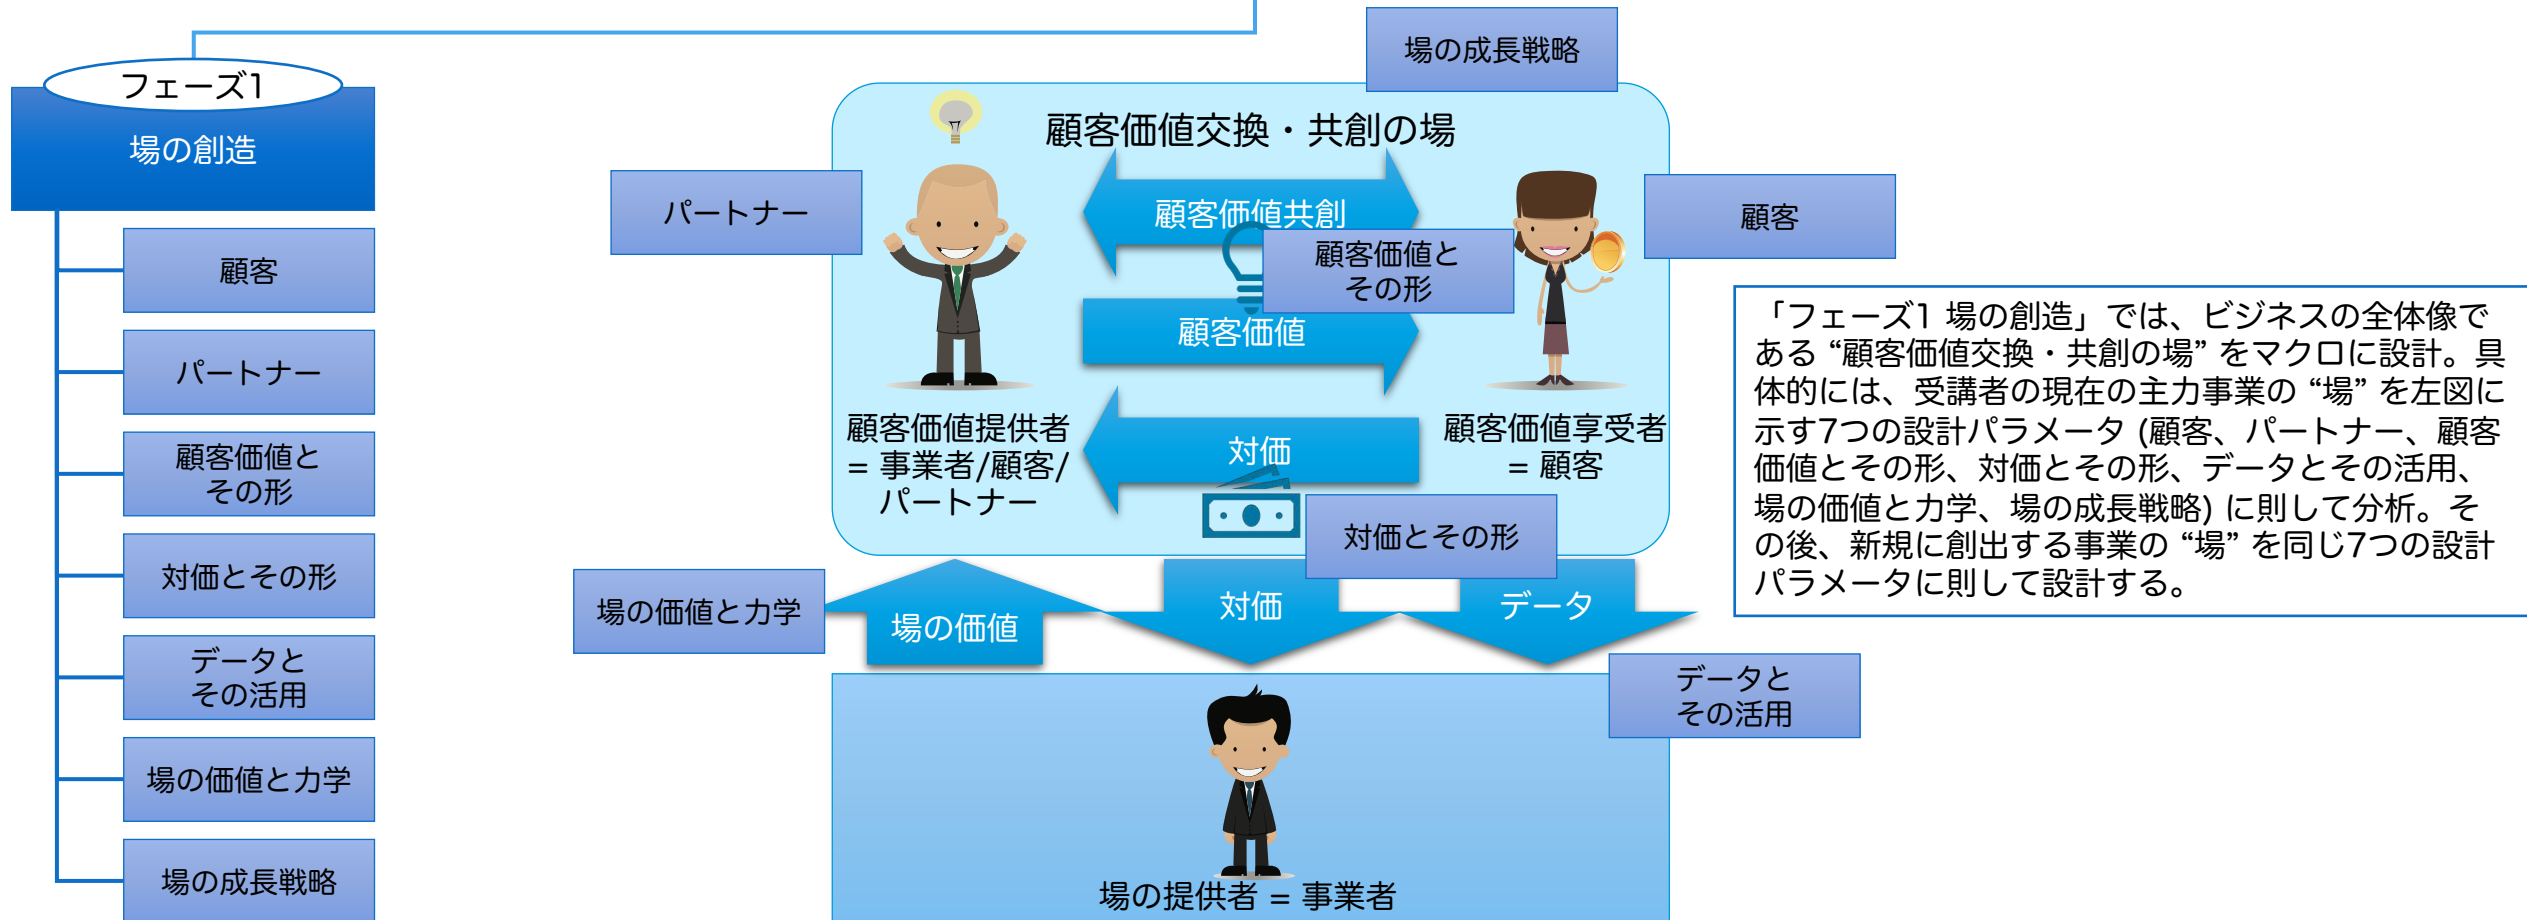 フェーズ1
場の創造
顧客
パートナー
顧客価値と
その形
対価とその形
データと
その活用
場の価値と力学
場の成長戦略
場の成長戦略
顧客価値交換・共創の場
パートナー
顧客価値共創
顧客
顧客価値と
その形
顧客価値
顧客価値提供者
= 事業者/顧客/
パートナー
対価
顧客価値享受者
= 顧客
対価とその形
場の価値と力学
場の価値
対価
データ
データと
その活用
場の提供者 = 事業者
「フェーズ1 場の創造」では、ビジネスの全体像で
ある “顧客価値交換・共創の場” をマクロに設計。具
体的には、受講者の現在の主力事業の “場” を左図に
示す7つの設計パラメータ (顧客、パートナー、顧客
価値とその形、対価とその形、データとその活用、
場の価値と力学、場の成長戦略) に則して分析。そ
の後、新規に創出する事業の “場” を同じ7つの設計
パラメータに則して設計する。